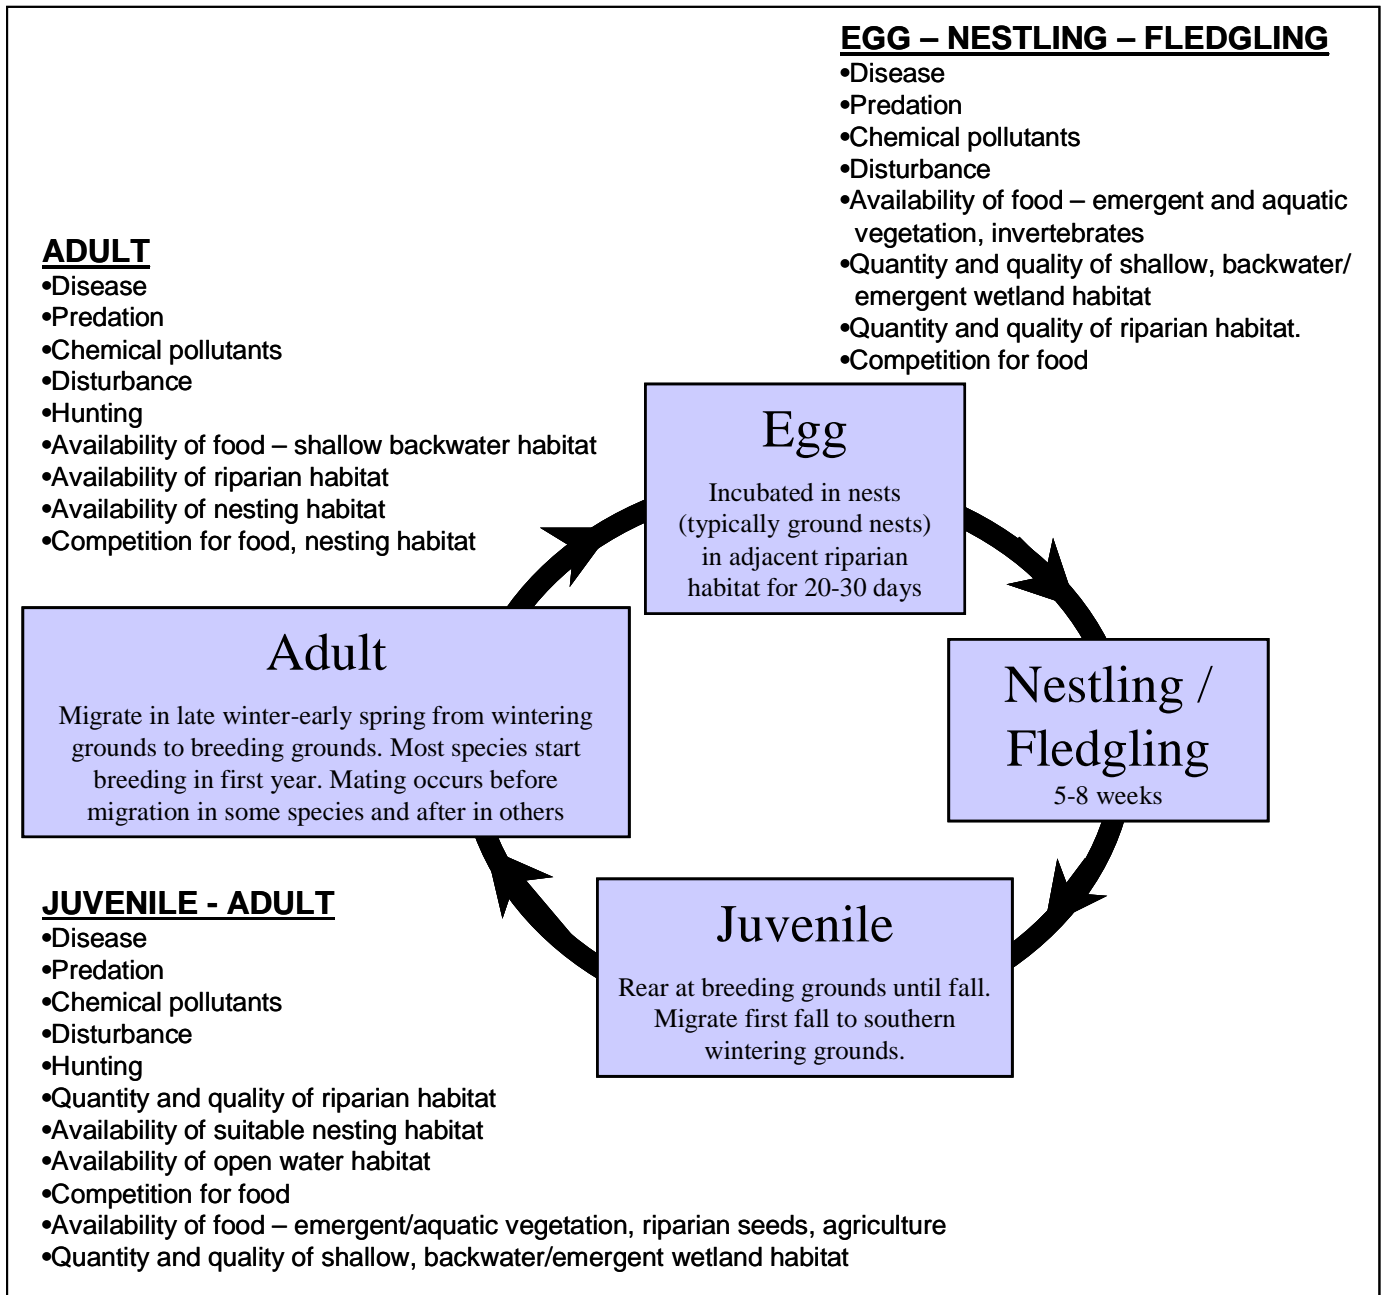 EGG – NESTLING – FLEDGLING
•Disease
•Predation
•Chemical pollutants
•Disturbance
•Availability of food – emergent and aquatic
vegetation, invertebrates
•Quantity and quality of shallow, backwater/
emergent wetland habitat
•Quantity and quality of riparian habitat.
•Competition for food
ADULT
•Disease
•Predation
•Chemical pollutants
•Disturbance
•Hunting
•Availability of food – shallow backwater habitat
•Availability of riparian habitat
•Availability of nesting habitat
•Competition for food, nesting habitat
Egg
Incubated in nests
(typically ground nests)
in adjacent riparian
habitat for 20-30 days
Adult
Migrate in late winter-early spring from wintering
grounds to breeding grounds. Most species start
breeding in first year. Mating occurs before
migration in some species and after in others
Nestling /
Fledgling
5-8 weeks
Juvenile
Rear at breeding grounds until fall.
Migrate first fall to southern
wintering grounds.
JUVENILE - ADULT
•Disease
•Predation
•Chemical pollutants
•Disturbance
•Hunting
•Quantity and quality of riparian habitat
•Availability of suitable nesting habitat
•Availability of open water habitat
•Competition for food
•Availability of food – emergent/aquatic vegetation, riparian seeds, agriculture
•Quantity and quality of shallow, backwater/emergent wetland habitat